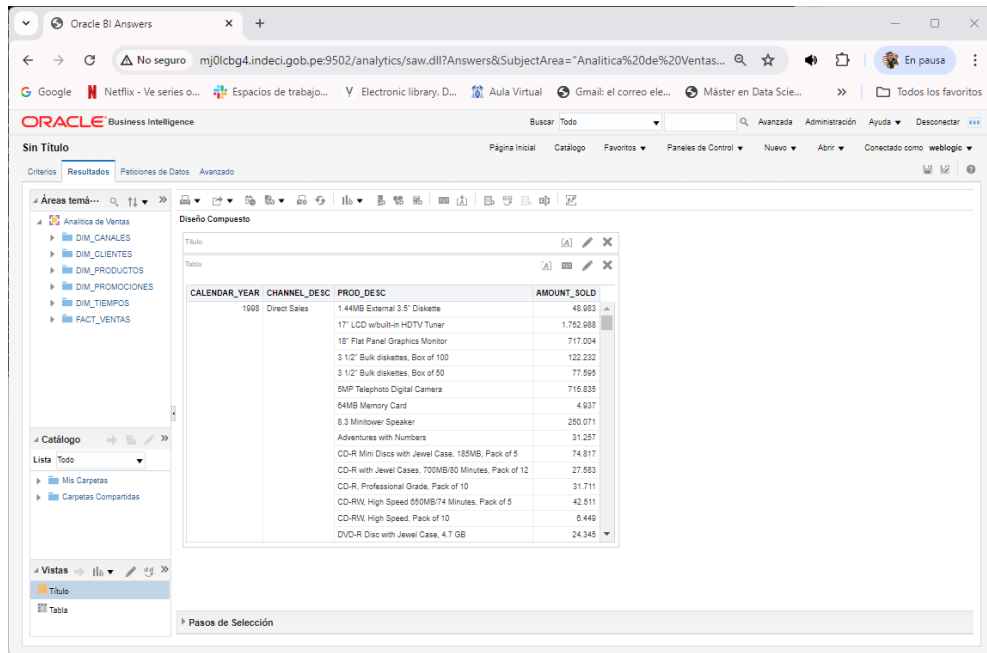 Oracle BI Answers
No seguro mj0lcbg4.indeci.gob.pe:9502/analytics/saw.dll?Answers&SubjectArea="Analitica%20de%20Ventas... En pausa
Google Netflix - Ve series o... Espacios de trabajo... Electronic library. D... Aula Virtual Gmail: el correo ele... Máster en Data Scie... » Todos los favoritos
ORACLE Business Intelligence Buscar Todo Avanzada Administración Ayuda Desconectar
Sin Título Página Inicial Catálogo Favoritos Paneles de Control Nuevo Abrir Conectado como weblogic
Criterios Resultados Peticiones de Datos Avanzado
Áreas temá...
Analitica de Ventas
DIM_CANALES
DIM_CLIENTES
DIM_PRODUCTOS
DIM_PROMOCIONES
DIM_TIEMPOS
FACT_VENTAS
Catálogo
Lista Todo
Mis Carpetas
Carpetas Compartidas
Vistas
Título
Tabla
Diseño Compuesto
Título
Tabla
CALENDAR_YEAR CHANNEL_DESC PROD_DESC AMOUNT_SOLD
1998 Direct Sales 1.44MB External 3.5" Diskette 48.983
17" LCD w/built-in HDTV Tuner 1.752.988
18" Flat Panel Graphics Monitor 717.004
3 1/2" Bulk diskettes, Box of 100 122.232
3 1/2" Bulk diskettes, Box of 50 77.595
5MP Telephoto Digital Camera 715.835
64MB Memory Card 4.937
8.3 Minitower Speaker 250.071
Adventures with Numbers 31.257
CD-R Mini Discs with Jewel Case, 185MB, Pack of 5 74.817
CD-R with Jewel Cases, 700MB/80 Minutes, Pack of 12 27.583
CD-R, Professional Grade, Pack of 10 31.711
CD-RW, High Speed 650MB/74 Minutes, Pack of 5 42.511
CD-RW, High Speed, Pack of 10 6.449
DVD-R Disc with Jewel Case, 4.7 GB 24.345
Pasos de Selección